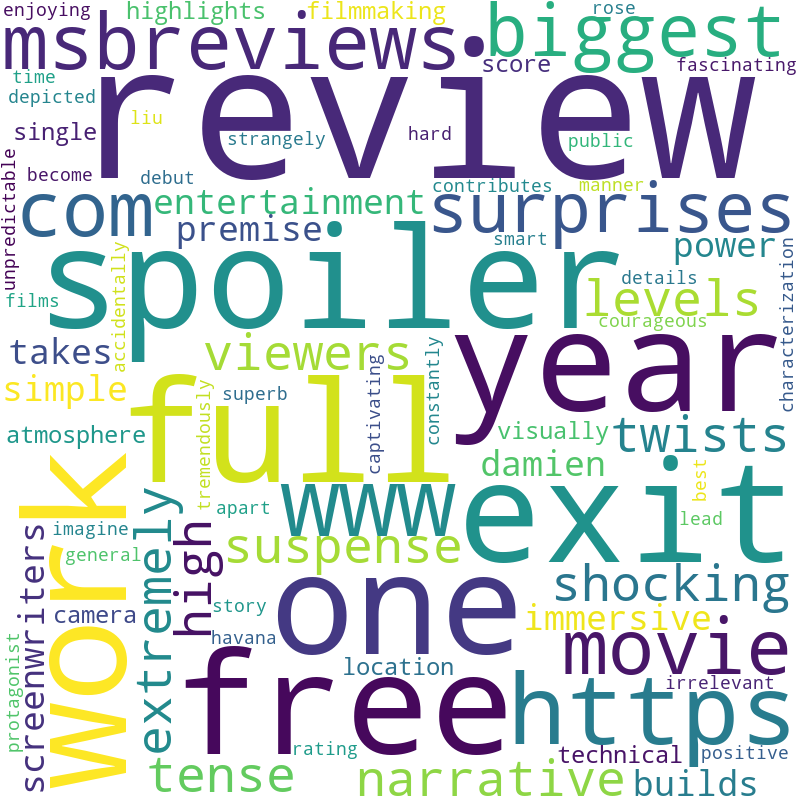 enjoying
highlights
filmmaking
rose
biggest
msbreviews
review
score
fascinating
time
depicted
liu
single
strangely
hard
public
become
debut
contributes
manner
unpredictable
com
entertainment
surprises
premise
smart
power
spoiler
details
characterization
films
accidentally
levels
courageous
year
takes
viewers
captivating
constantly
simple
full
superb
tremendously
atmosphere
visually
twists
damien
best
work
www
exit
apart
lead
imagine
general
extremely
high
suspense
screenwriters
one
shocking
camera
story
immersive
havana
movie
protagonist
free
location
https
irrelevant
rating
technical
positive
tense
narrative
builds